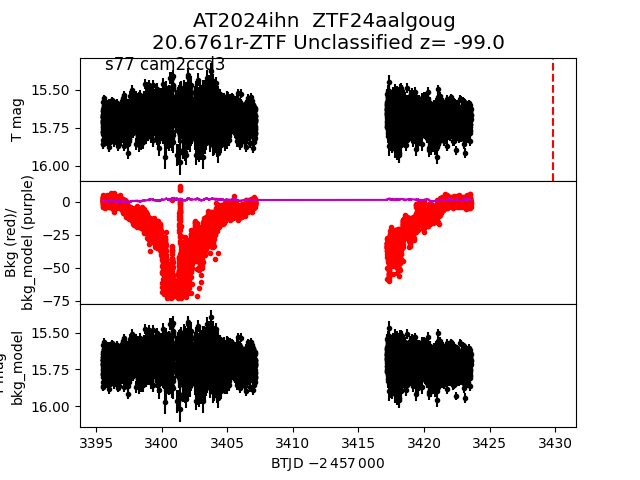 AT2024ihn ZTF24aalgoug
20.6761r-ZTF Unclassified z= -99.0
s77 cam2ccd3
T mag
15.50
15.75
16.00
Bkg (red)/
bkg_model (purple)
0
−25
−50
−75
bkg_model
15.50
15.75
16.00
3395
3400
3405
3410
3415
3420
3425
3430
BTJD −2 457 000